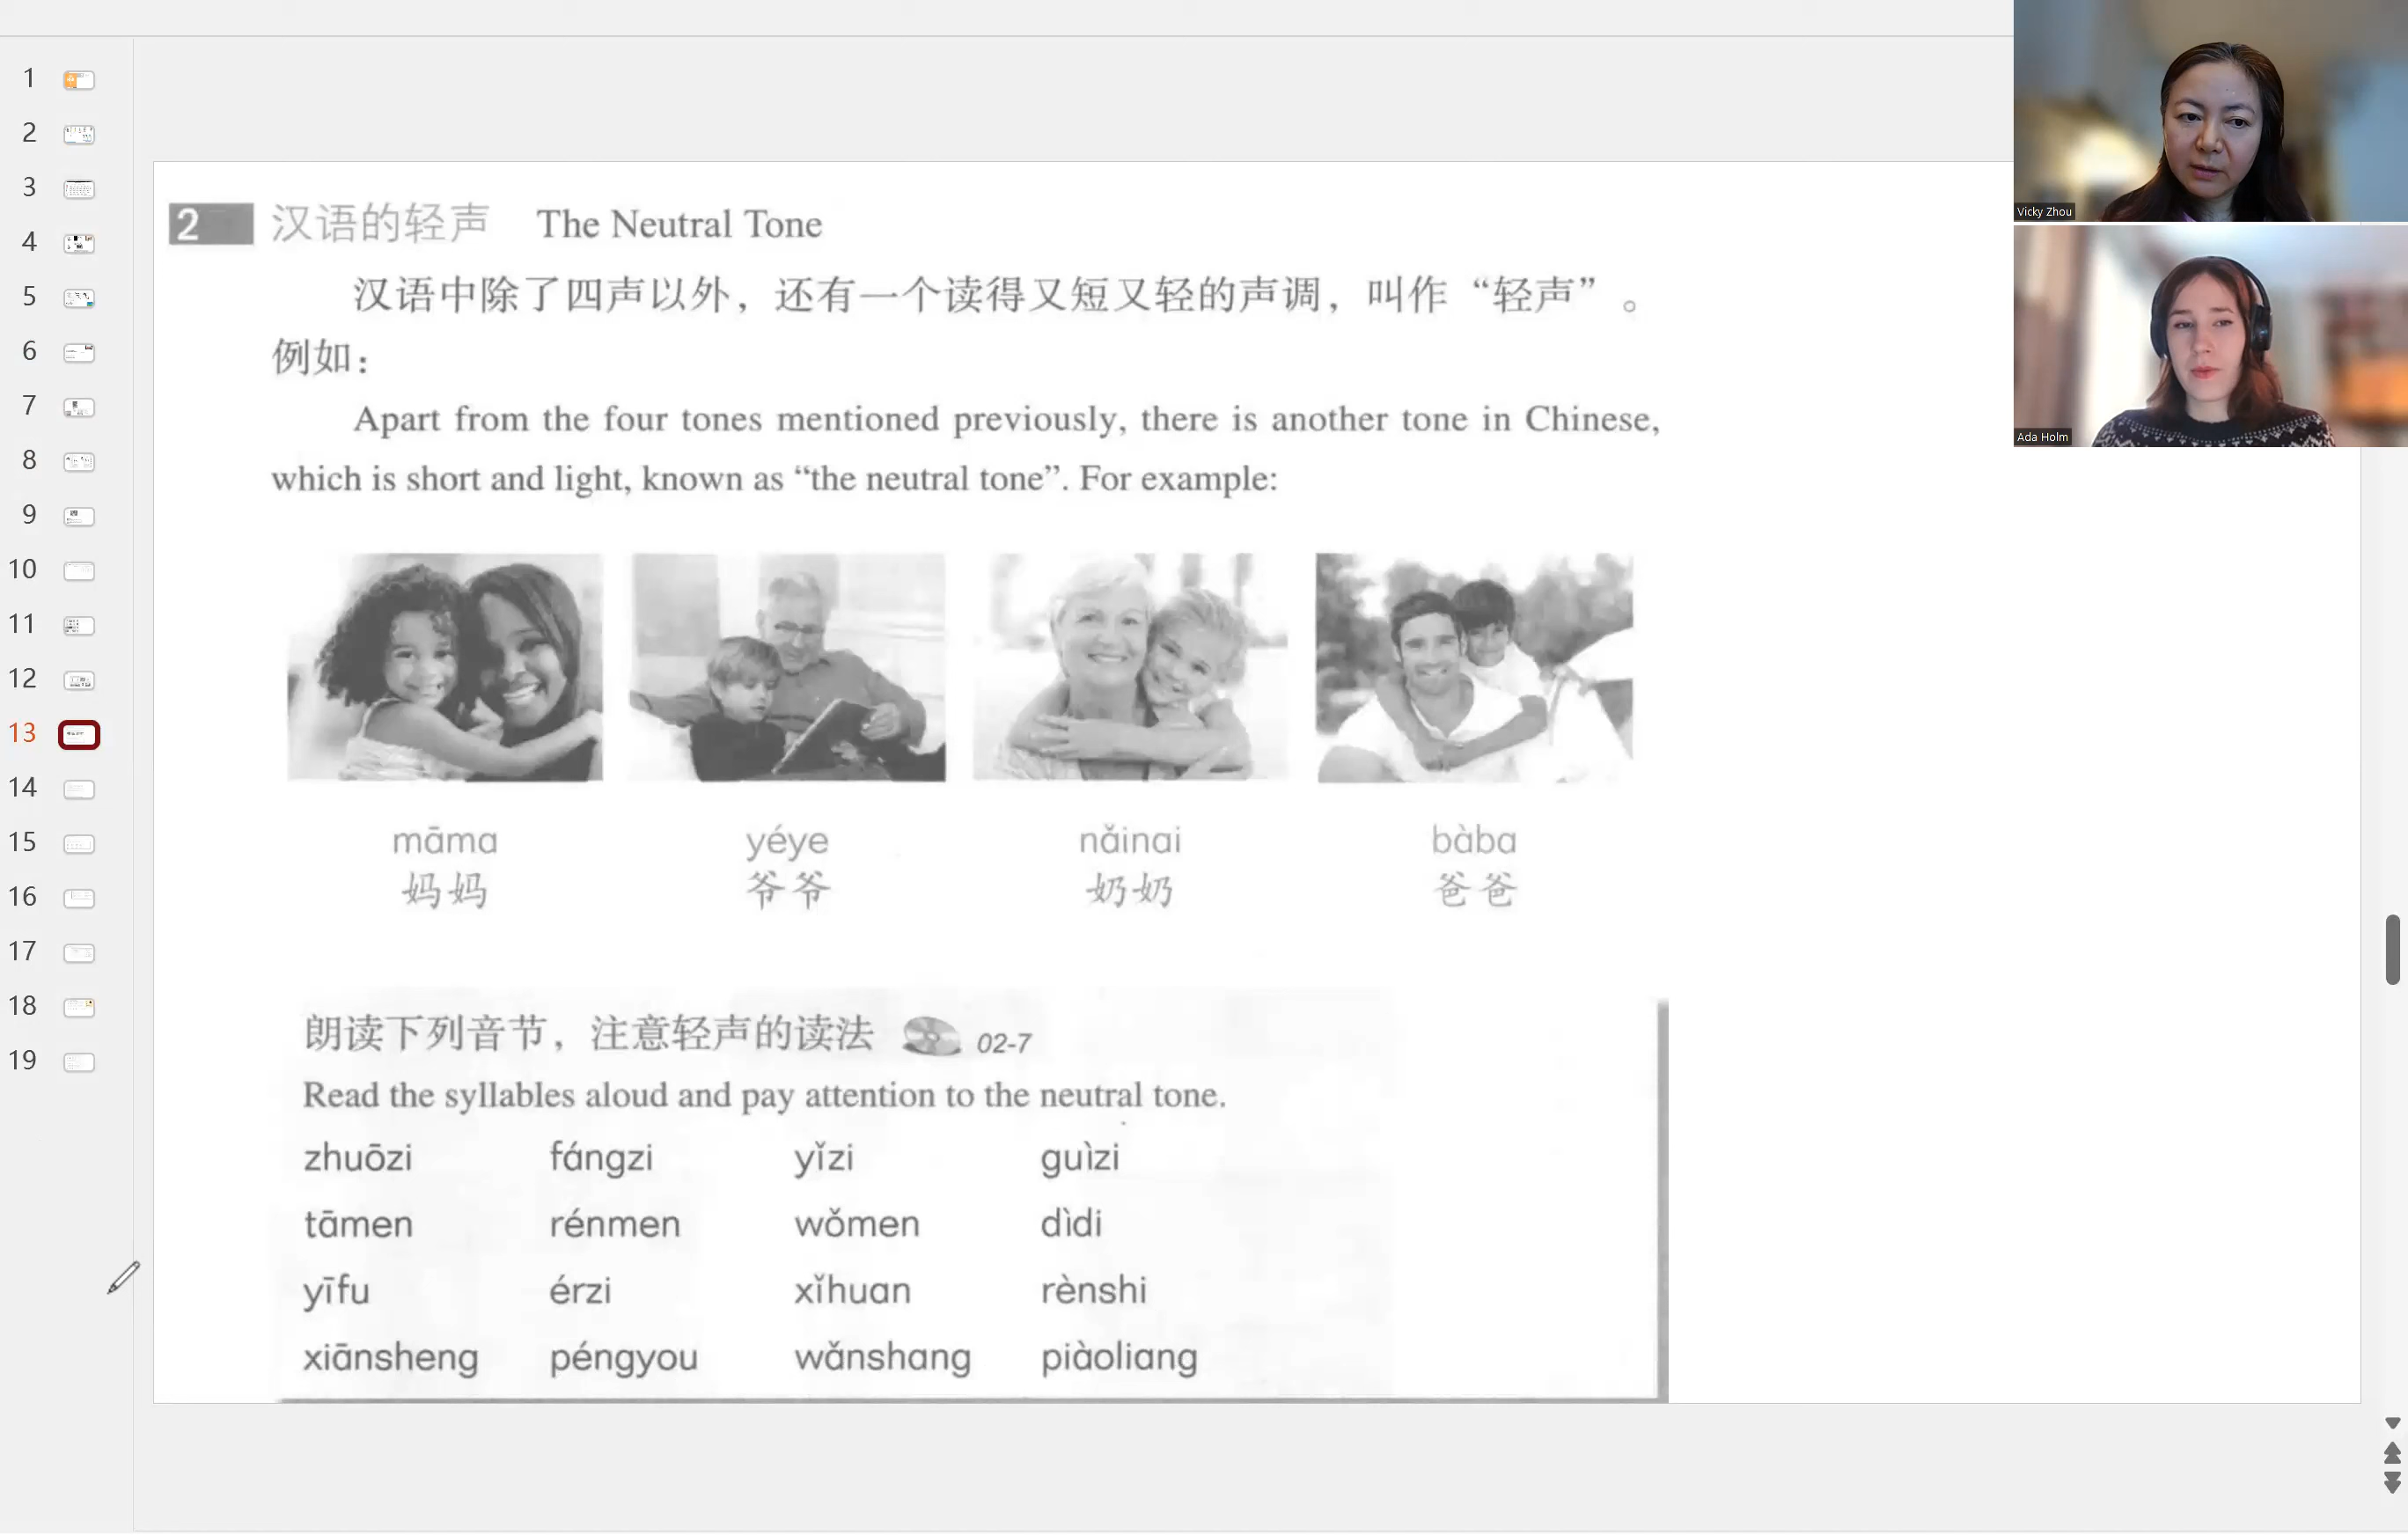 1
2
3
4
5
6
7
8
9
10
11
12
13
14
15
16
17
18
19
2 汉语的轻声 The Neutral Tone
汉语中除了四声以外，还有一个读得又短又轻的声调，叫作“轻声”。
例如：
Apart from the four tones mentioned previously, there is another tone in Chinese,
which is short and light, known as “the neutral tone”. For example:
māma yéye nǎinai bàba
妈妈 爷爷 奶奶 爸爸
朗读下列音节，注意轻声的读法 02-7
Read the syllables aloud and pay attention to the neutral tone.
zhuōzi fángzi yǐzi guìzi
tāmen rénmen wǒmen dìdi
yīfu érzi xǐhuan rènshi
xiānsheng péngyou wǎnshang piàoliang
Vicky Zhou
Ada Holm